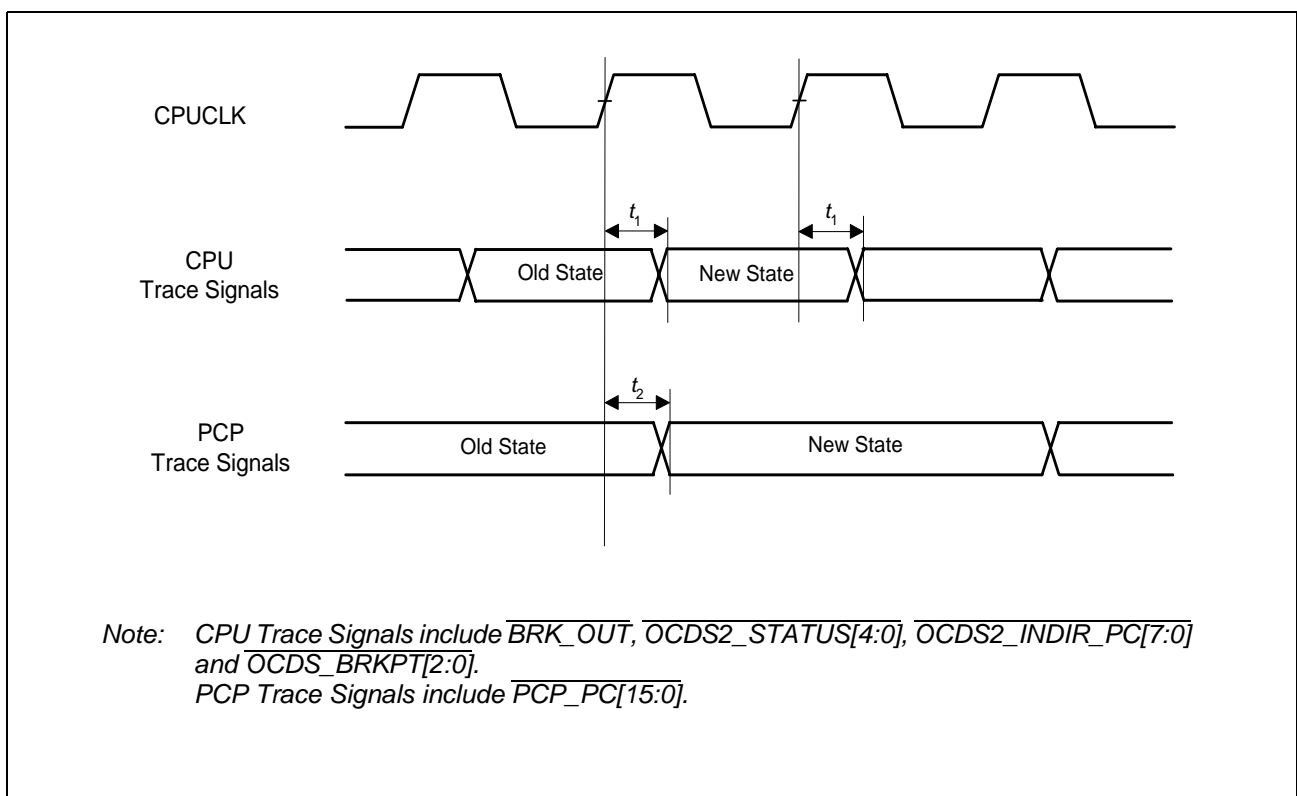 CPUCLK
t1
t1
CPU
Trace Signals
Old State
New State
t2
PCP
Trace Signals
Old State
New State
Note: CPU Trace Signals include BRK_OUT, OCDS2_STATUS[4:0], OCDS2_INDIR_PC[7:0]
and OCDS_BRKPT[2:0].
PCP Trace Signals include PCP_PC[15:0].